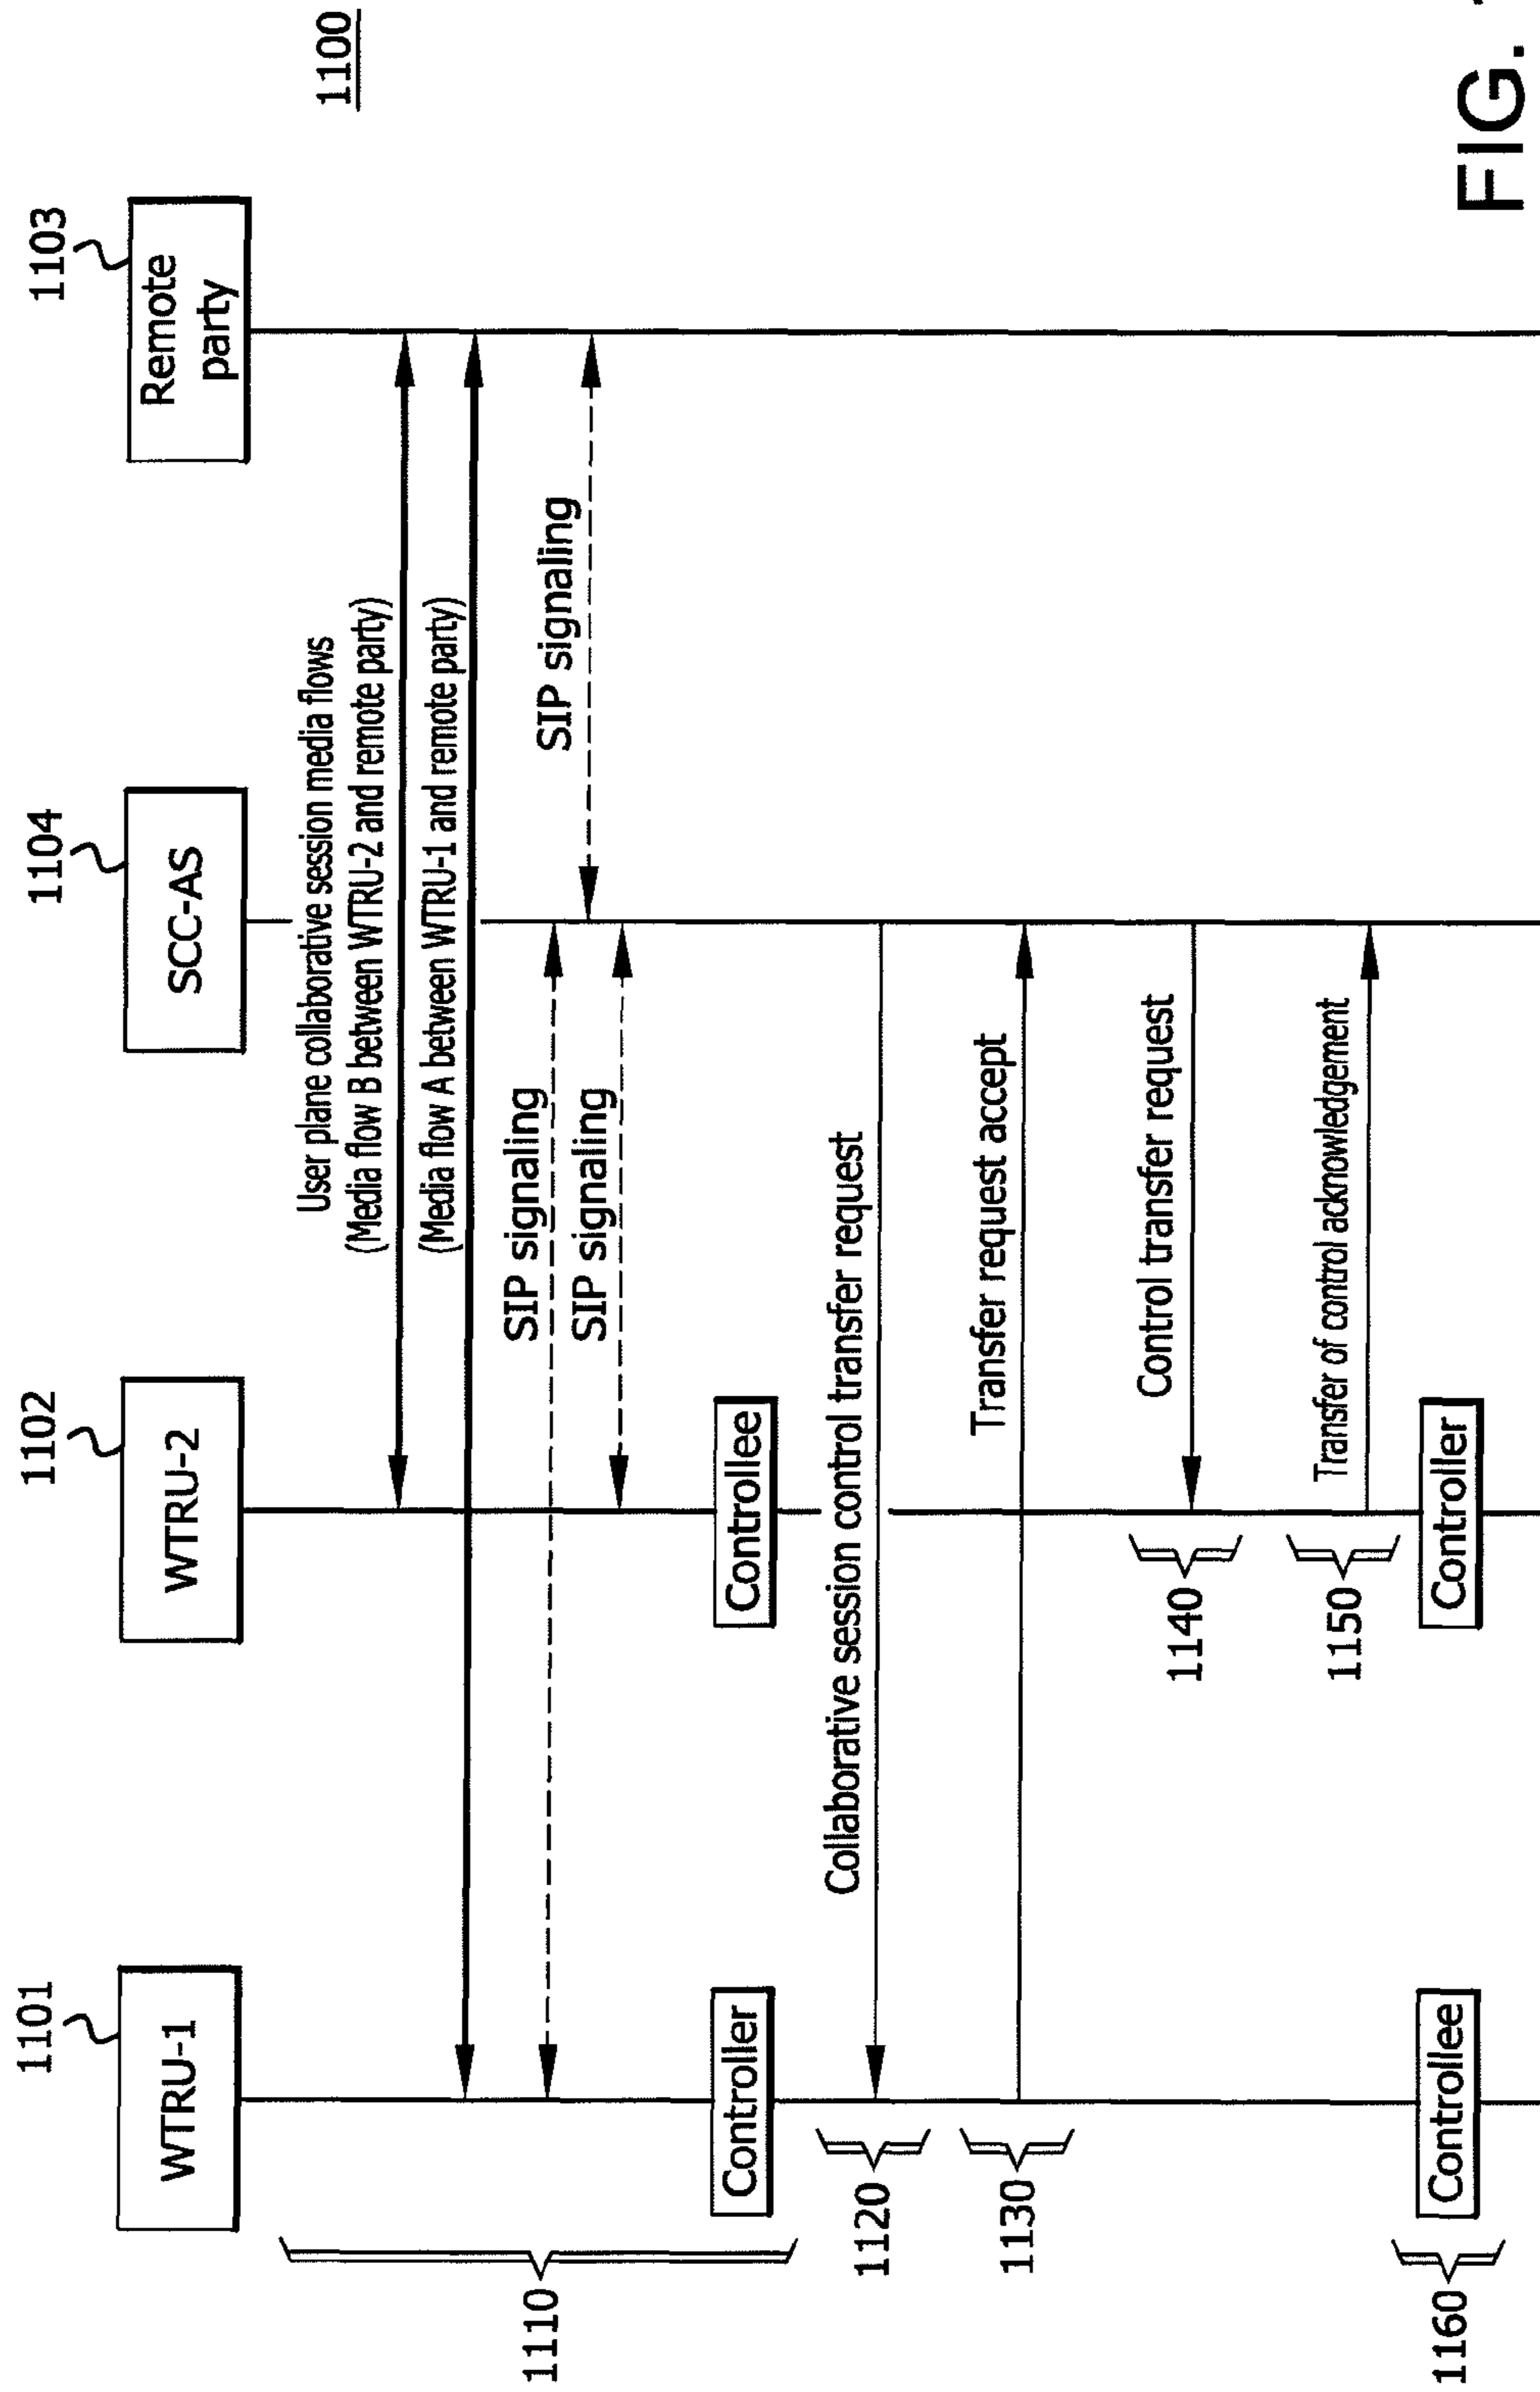 1101
1102
1104
1103
WTRU-1
WTRU-2
SCC-AS
Remote
party
1100
User plane collaborative session media flows
(Media flow B between WTRU-2 and remote party)
(Media flow A between WTRU-1 and remote party)
SIP signaling
SIP signaling
SIP signaling
1110
Controller
Controllee
Collaborative session control transfer request
1120
Transfer request accept
1130
Control transfer request
1140
Transfer of control acknowledgement
1150
1160
Controllee
Controller
FIG.